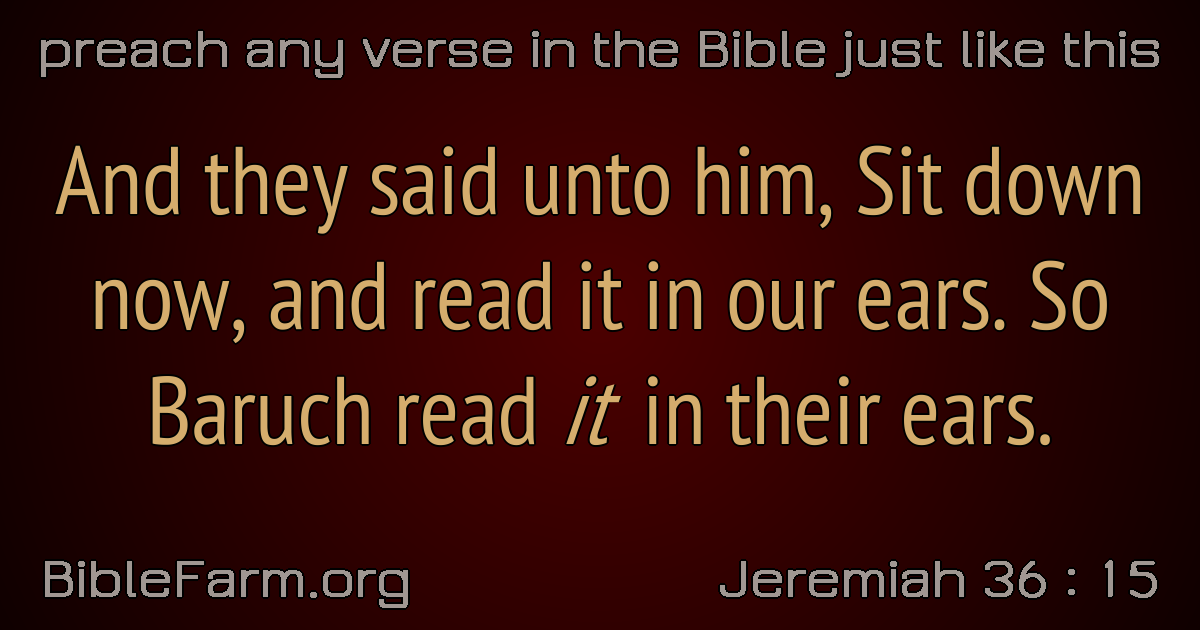 preach any verse in the Bible just like this
And they said unto him, Sit down
now, and read it in our ears. So
Baruch read it in their ears.
BibleFarm.org
Jeremiah 36 : 15